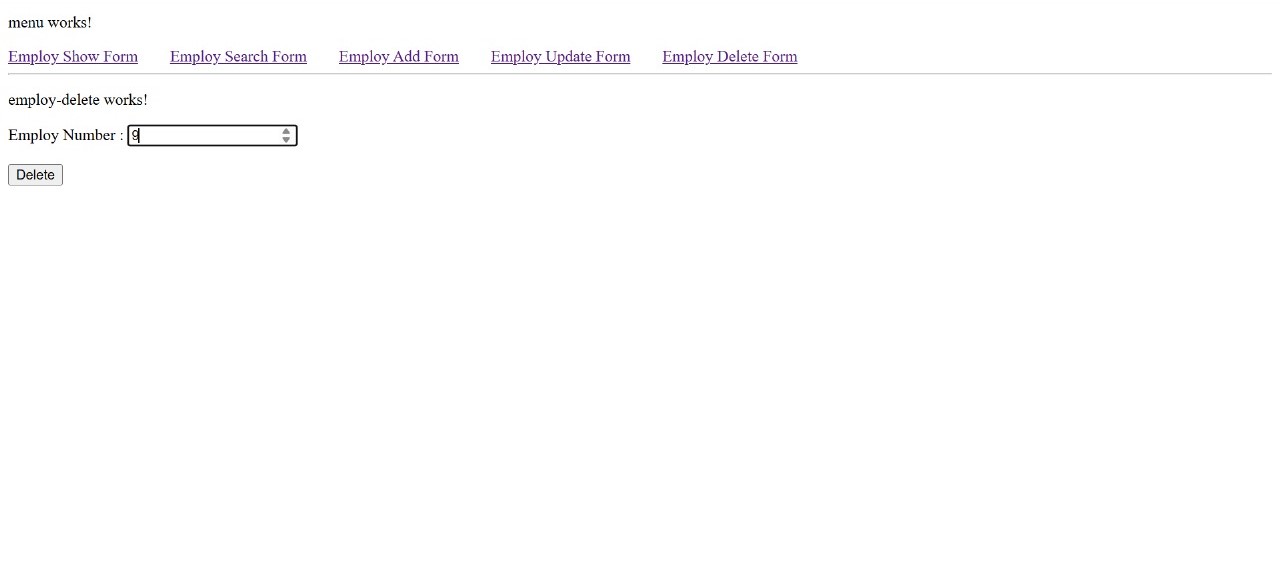 menu works!
Employ Show Form Employ Search Form Employ Add Form Employ Update Form Employ Delete Form
employ-delete works!
Employ Number : 9
Delete